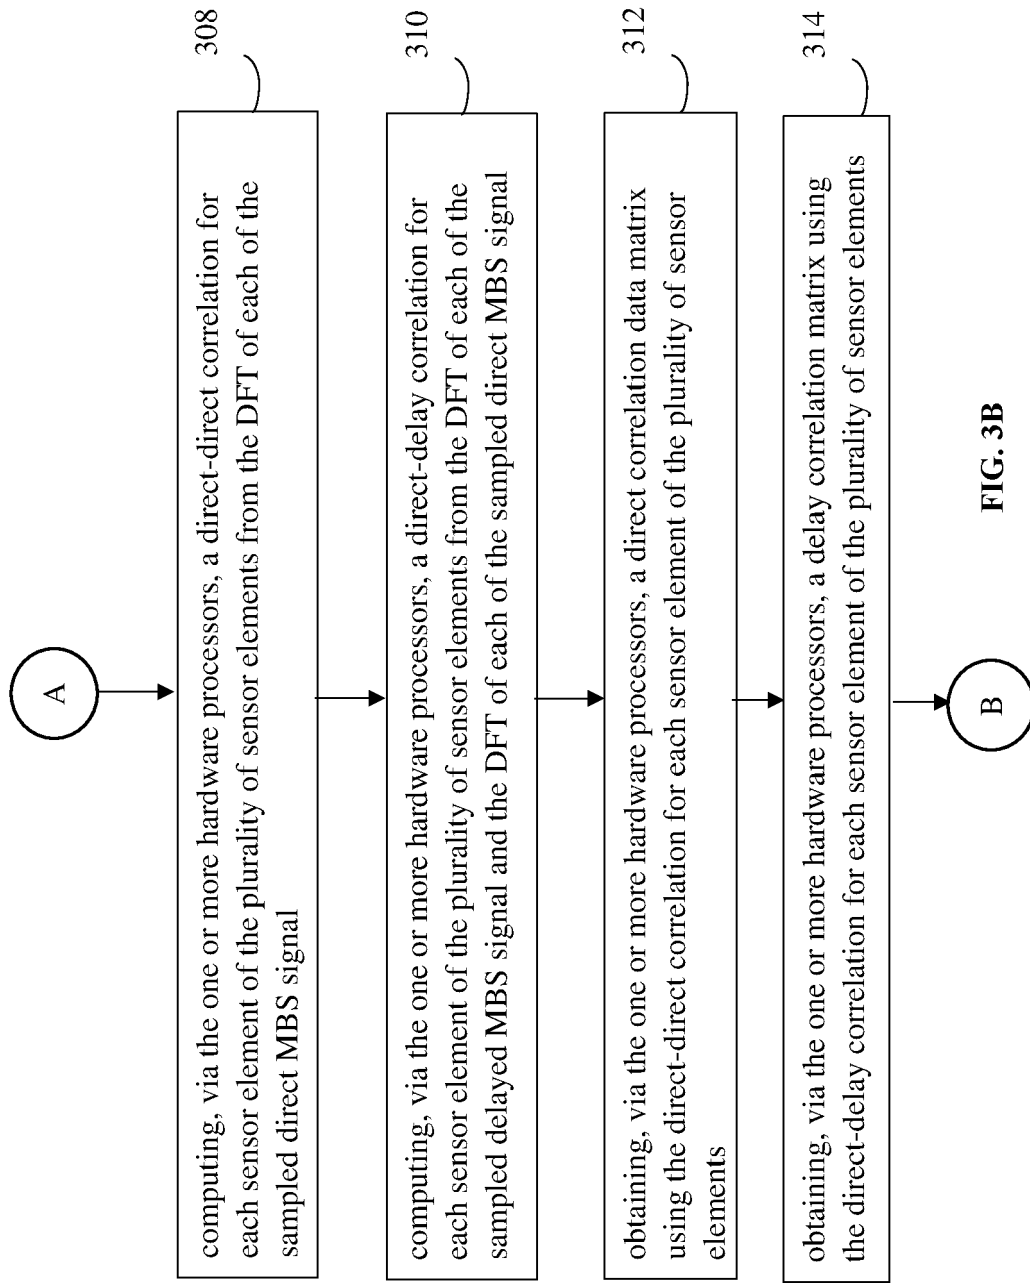 A
308
computing, via the one or more hardware processors, a direct-direct correlation for
each sensor element of the plurality of sensor elements from the DFT of each of the
sampled direct MBS signal
310
computing, via the one or more hardware processors, a direct-delay correlation for
each sensor element of the plurality of sensor elements from the DFT of each of the
sampled delayed MBS signal and the DFT of each of the sampled direct MBS signal
312
obtaining, via the one or more hardware processors, a direct correlation data matrix
using the direct-direct correlation for each sensor element of the plurality of sensor
elements
314
obtaining, via the one or more hardware processors, a delay correlation matrix using
the direct-delay correlation for each sensor element of the plurality of sensor elements
B
FIG. 3B